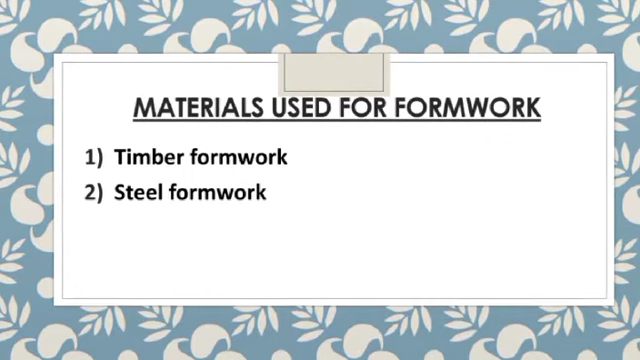 MATERIALS USED FOR FORMWORK
1) Timber formwork
2) Steel formwork